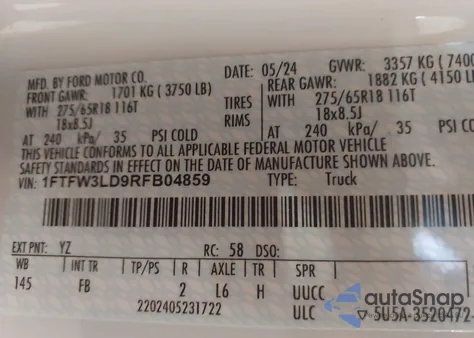 MFD. BY FORD MOTOR CO.
DATE: 05/24 GVWR: 3357 KG ( 7400
FRONT GAWR: 1701 KG ( 3750 LB) REAR GAWR: 1882 KG ( 4150 LB
WITH 275/65R18 116T TIRES WITH 275/65R18 116T
18x8.5J RIMS 18x8.5J
AT 240 kPa/ 35 PSI COLD AT 240 kPa/ 35 PSI COLD
THIS VEHICLE CONFORMS TO ALL APPLICABLE FEDERAL MOTOR VEHICLE
SAFETY STANDARDS IN EFFECT ON THE DATE OF MANUFACTURE SHOWN ABOVE.
VIN: 1FTFW3LD9RFB04859 TYPE: Truck
EXT PNT: YZ RC: 58 DSO:
WB INT TR TP/PS R AXLE TR SPR
145 FB 2 L6 H UUCC
2202405231722 ULC
5U5A-3520472-
autoSnap